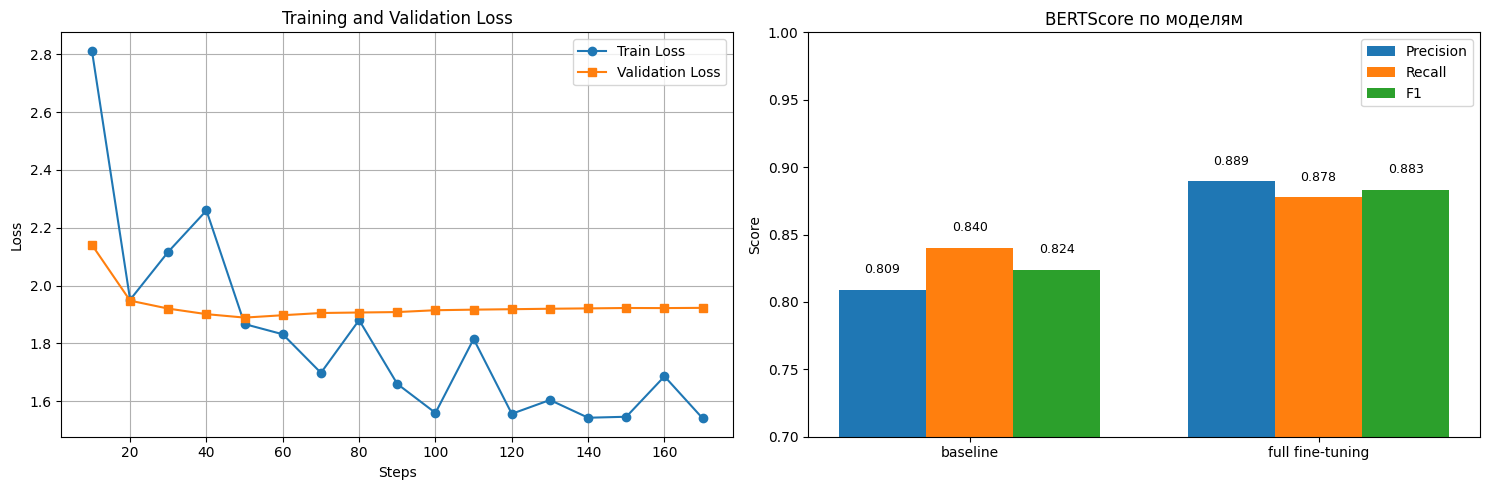 Training and Validation Loss
Train Loss
Validation Loss
2.8
2.6
2.4
2.2
2.0
1.8
1.6
Loss
20 40 60 80 100 120 140 160
Steps
BERTScore по моделям
Precision
Recall
F1
1.00
0.95
0.90
0.85
0.80
0.75
0.70
Score
0.809
0.840
0.824
0.889
0.878
0.883
baseline full fine-tuning